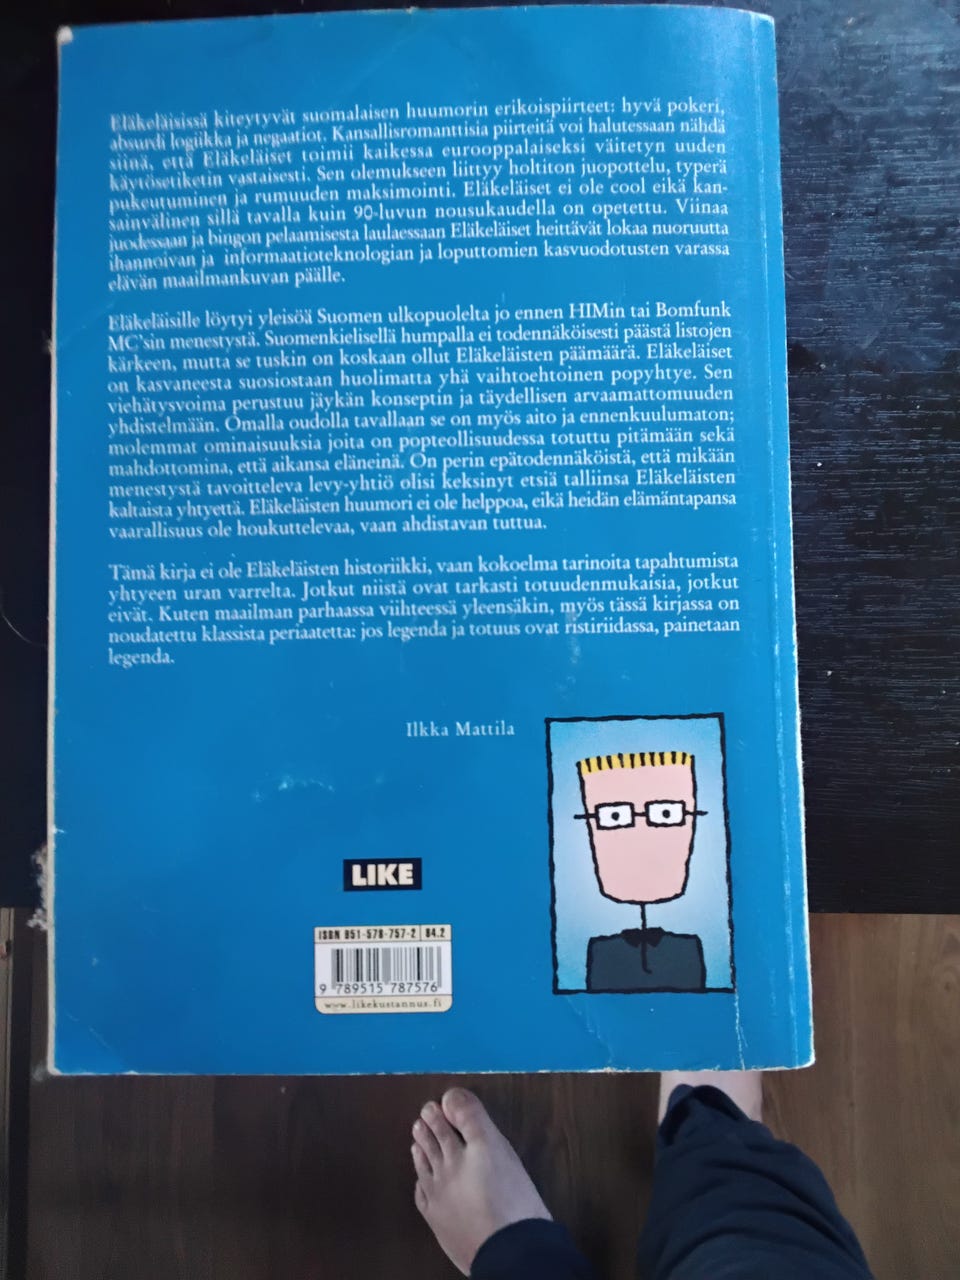 Eläkeläisissä kiteytyvät suomalaisen huumorin erikoispiirteet: hyvä pokeri,
absurdi logiikka ja negaatiot. Kansallisromanttisia piirteitä voi halutessaan nähdä
siinä, että Eläkeläiset toimii kaikessa eurooppalaiseksi väitetyn uuden
käytösetiketin vastaisesti. Sen olemukseen liittyy holtiton juopottelu, typerä
pukeutuminen ja rumuuden maksimointi. Eläkeläiset ei ole cool eikä kan-
sainvälinen sillä tavalla kuin 90-luvun nousukaudella on opetettu. Viinaa
juodessaan ja bingon pelaamisesta laulaessaan Eläkeläiset heittävät lokaa nuoruutta
ihannoivan ja informaatioteknologian ja loputtomien kasvuodotusten varassa
elävän maailmankuvan päälle.
Eläkeläisille löytyi yleisöä Suomen ulkopuolelta jo ennen HIMin tai Bomfunk
MC'sin menestystä. Suomenkielisellä humpalla ei todennäköisesti päästä listojen
kärkeen, mutta se tuskin on koskaan ollut Eläkeläisten päämäärä. Eläkeläiset
on kasvaneesta suosiostaan huolimatta yhä vaihtoehtoinen popyhtye. Sen
viehätysvoima perustuu jäykän konseptin ja täydellisen arvaamattomuuden
yhdistelmään. Omalla oudolla tavallaan se on myös aito ja ennenkuulumaton;
molemmat ominaisuuksia joita on popteollisuudessa totuttu pitämään sekä
mahdottomina, että aikansa eläneinä. On perin epätodennäköistä, että mikään
menestystä tavoitteleva levy-yhtiö olisi keksinyt etsiä talliinsa Eläkeläisten
kaltaista yhtyettä. Eläkeläisten huumori ei ole helppoa, eikä heidän elämäntapansa
vaarallisuus ole houkuttelevaa, vaan ahdistavan tuttua.
Tämä kirja ei ole Eläkeläisten historiikki, vaan kokoelma tarinoita tapahtumista
yhtyeen uran varrelta. Jotkut niistä ovat tarkasti totuudenmukaisia, jotkut
eivät. Kuten maailman parhaassa viihteessä yleensäkin, myös tässä kirjassa on
noudatettu klassista periaatetta: jos legenda ja totuus ovat ristiriidassa, painetaan
legenda.
Ilkka Mattila
LIKE
ISBN 951-578-757-2 84.2
9 789515 787576
www.likekustannus.fi